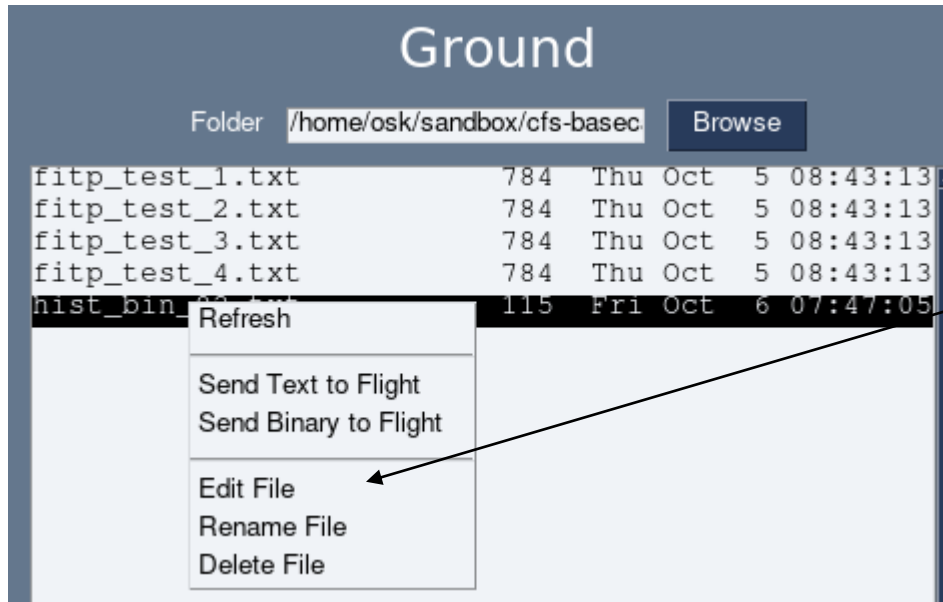 Ground
Folder /home/osk/sandbox/cfs-basec Browse
fitp_test_1.txt 784 Thu Oct 5 08:43:13
fitp_test_2.txt 784 Thu Oct 5 08:43:13
fitp_test_3.txt 784 Thu Oct 5 08:43:13
fitp_test_4.txt 784 Thu Oct 5 08:43:13
hist_bin_ 115 Fri Oct 6 07:47:05
Refresh
Send Text to Flight
Send Binary to Flight
Edit File
Rename File
Delete File